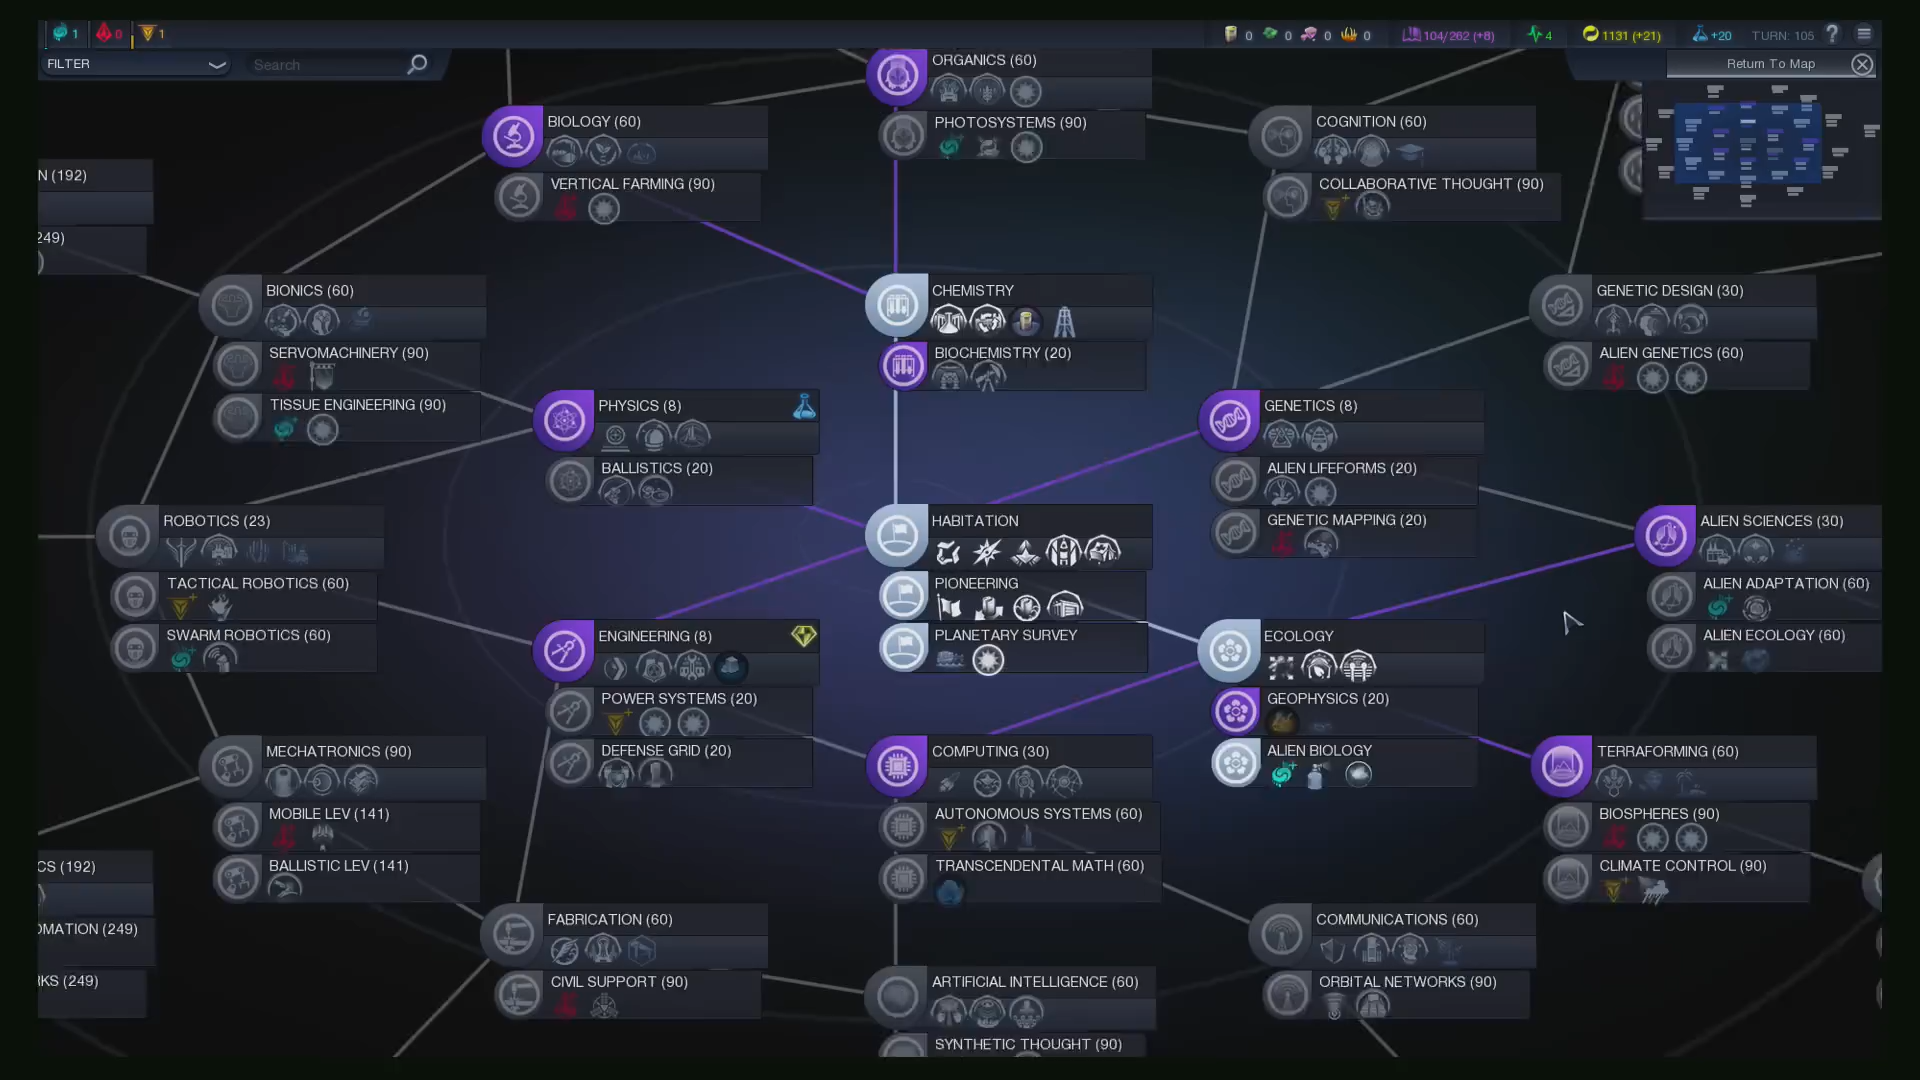 1 0 1
0 0 0 0 104/262 (+8) 4 1131 (+21) +20 TURN: 105 ?
FILTER
Search
Return To Map
ORGANICS (60)
BIOLOGY (60)
PHOTOSYSTEMS (90)
COGNITION (60)
N (192)
VERTICAL FARMING (90)
COLLABORATIVE THOUGHT (90)
249)
BIONICS (60)
CHEMISTRY
GENETIC DESIGN (30)
SERVOMACHINERY (90)
BIOCHEMISTRY (20)
ALIEN GENETICS (60)
TISSUE ENGINEERING (90)
PHYSICS (8)
GENETICS (8)
BALLISTICS (20)
ALIEN LIFEFORMS (20)
ROBOTICS (23)
HABITATION
GENETIC MAPPING (20)
ALIEN SCIENCES (30)
TACTICAL ROBOTICS (60)
PIONEERING
ALIEN ADAPTATION (60)
SWARM ROBOTICS (60)
ENGINEERING (8)
PLANETARY SURVEY
ECOLOGY
ALIEN ECOLOGY (60)
POWER SYSTEMS (20)
GEOPHYSICS (20)
MECHATRONICS (90)
DEFENSE GRID (20)
COMPUTING (30)
ALIEN BIOLOGY
TERRAFORMING (60)
MOBILE LEV (141)
AUTONOMOUS SYSTEMS (60)
BIOSPHERES (90)
CS (192)
BALLISTIC LEV (141)
TRANSCENDENTAL MATH (60)
CLIMATE CONTROL (90)
OMATION (249)
FABRICATION (60)
COMMUNICATIONS (60)
RKS (249)
CIVIL SUPPORT (90)
ARTIFICIAL INTELLIGENCE (60)
ORBITAL NETWORKS (90)
SYNTHETIC THOUGHT (90)